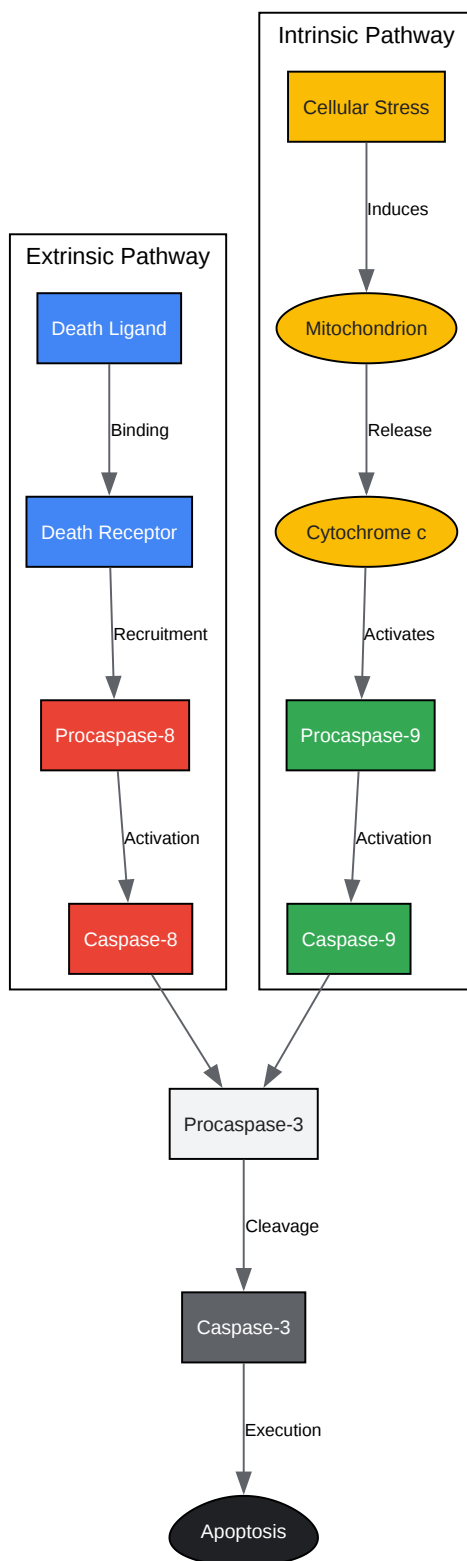 Intrinsic Pathway
Cellular Stress
Induces
Mitochondrion
Release
Cytochrome c
Activates
Procaspase-9
Activation
Caspase-9
Extrinsic Pathway
Death Ligand
Binding
Death Receptor
Recruitment
Procaspase-8
Activation
Caspase-8
Procaspase-3
Cleavage
Caspase-3
Execution
Apoptosis